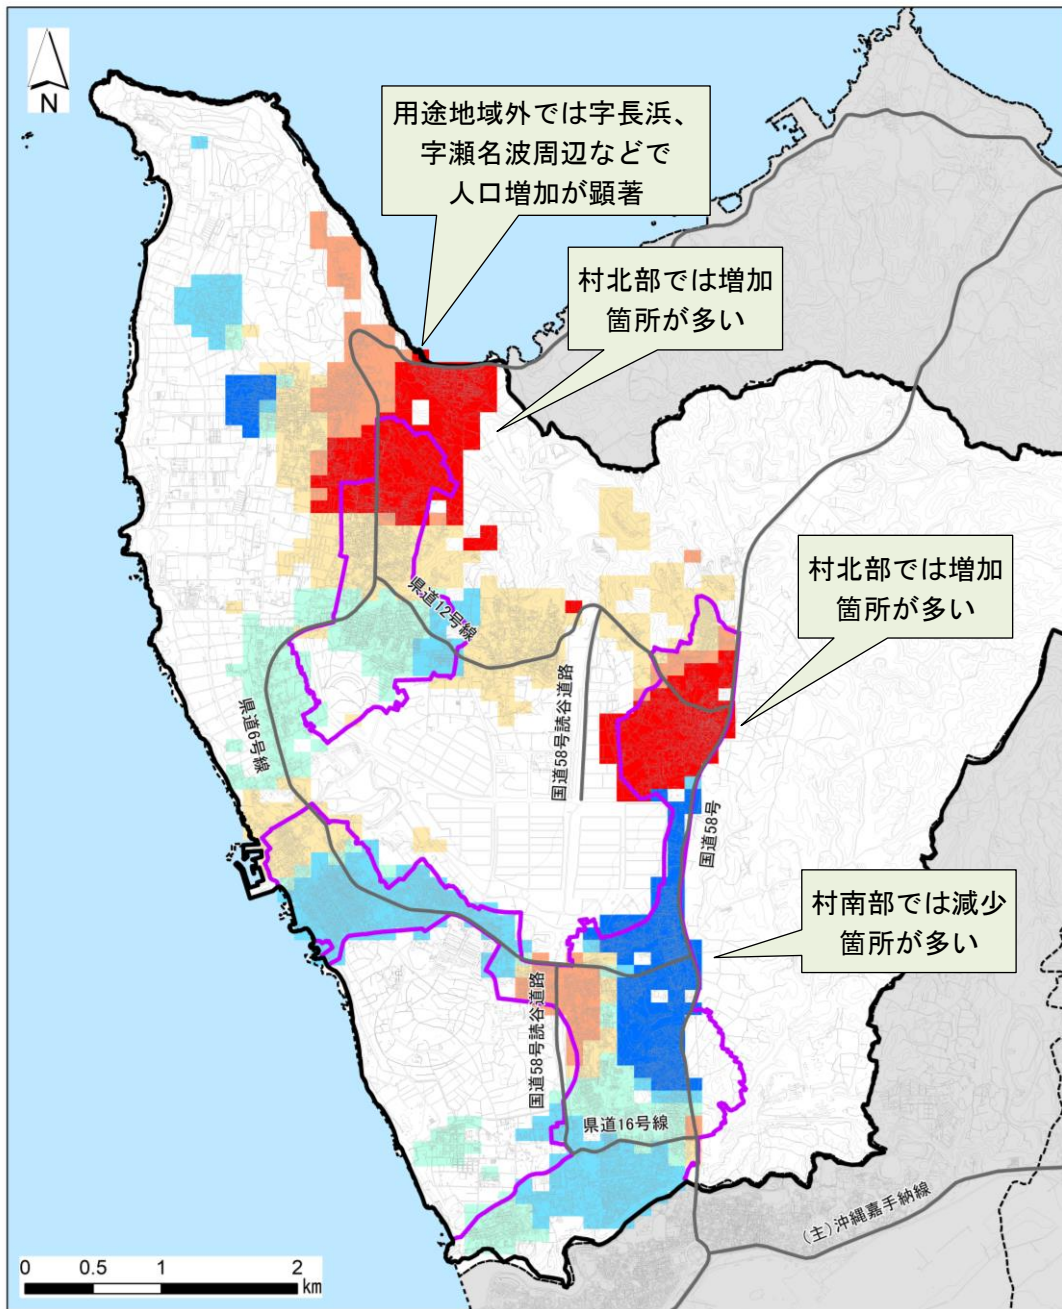 N
用途地域外では字長浜、
字瀬名波周辺などで
人口増加が顕著
村北部では増加
箇所が多い
村北部では増加
箇所が多い
県道12号線
国道58号読谷道路
県道6号線
国道58号
村南部では減少
箇所が多い
国道58号読谷道路
県道16号線
(主)沖縄嘉手納線
0 0.5 1 2
km